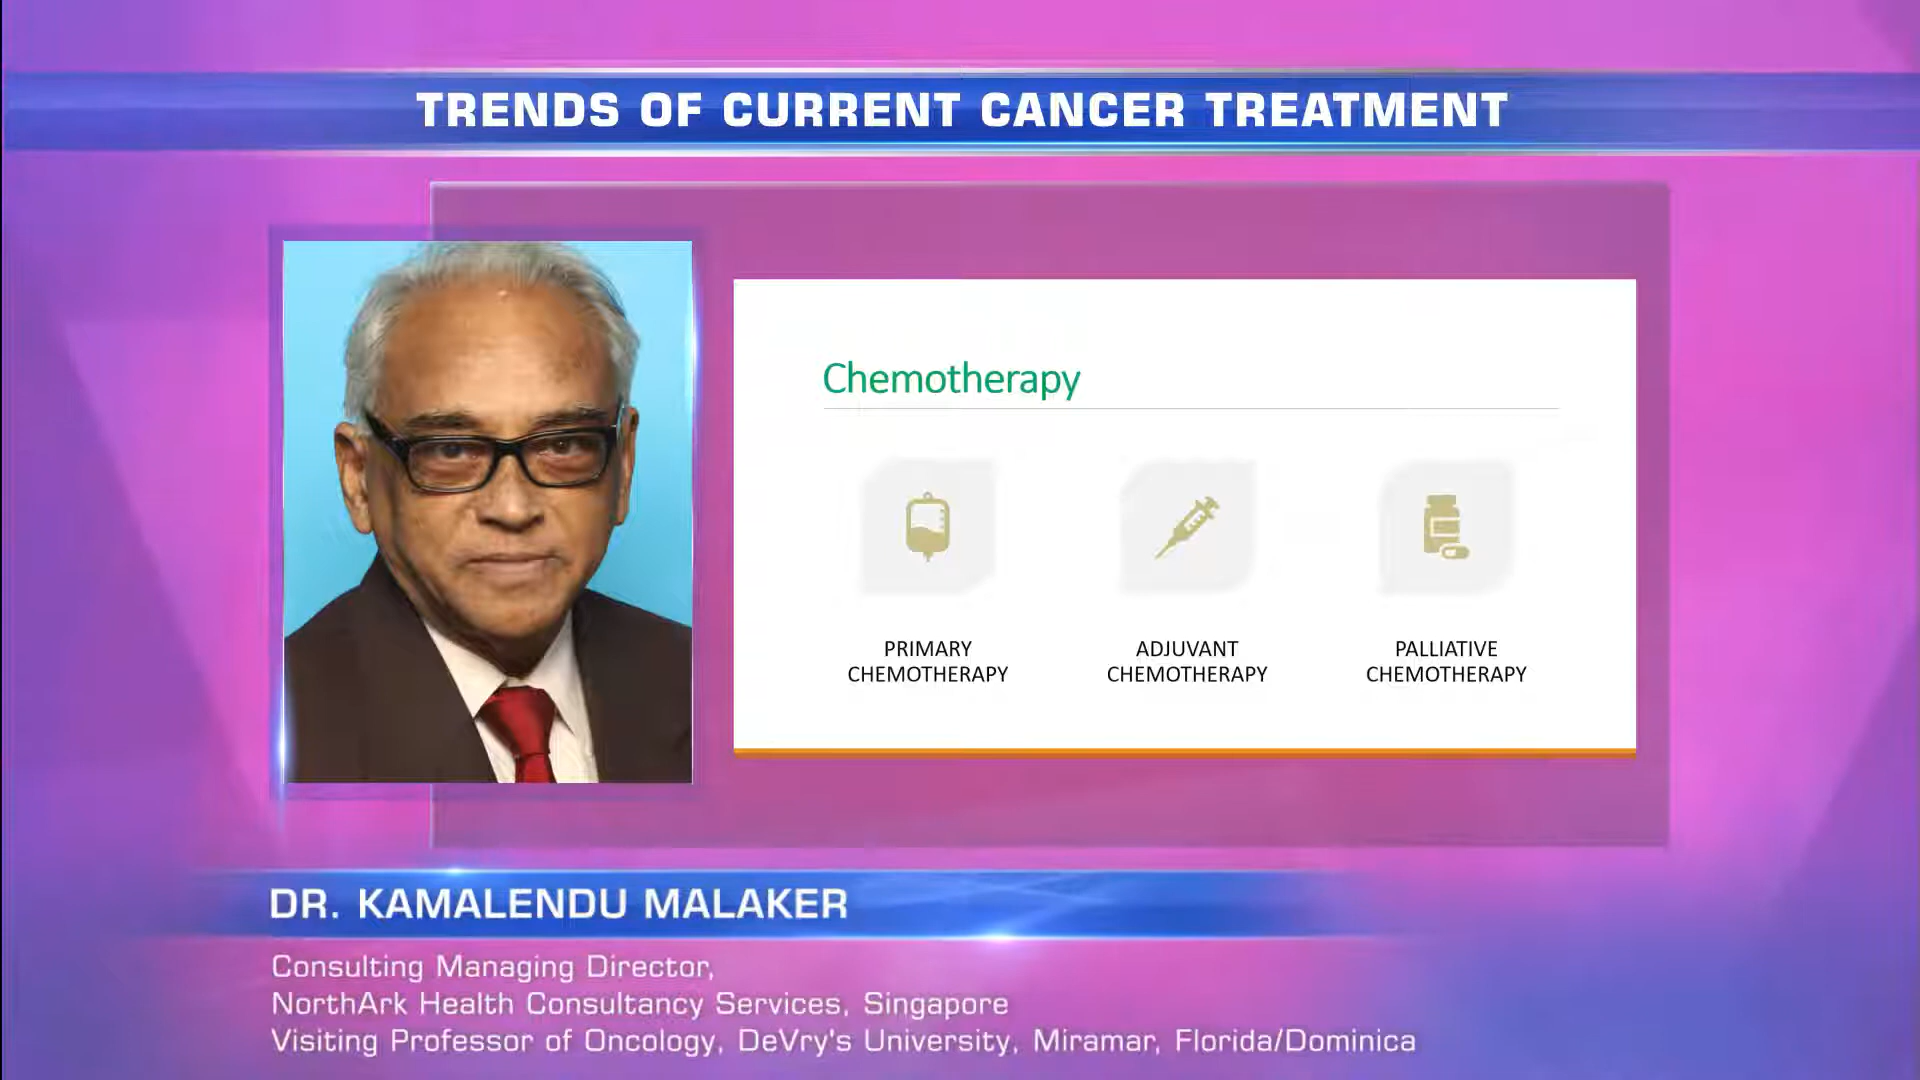 TRENDS OF CURRENT CANCER TREATMENT
Chemotherapy
PRIMARY
CHEMOTHERAPY
ADJUVANT
CHEMOTHERAPY
PALLIATIVE
CHEMOTHERAPY
DR. KAMALENDU MALAKER
Consulting Managing Director,
NorthArk Health Consultancy Services, Singapore
Visiting Professor of Oncology, DeVry's University, Miramar, Florida/Dominica